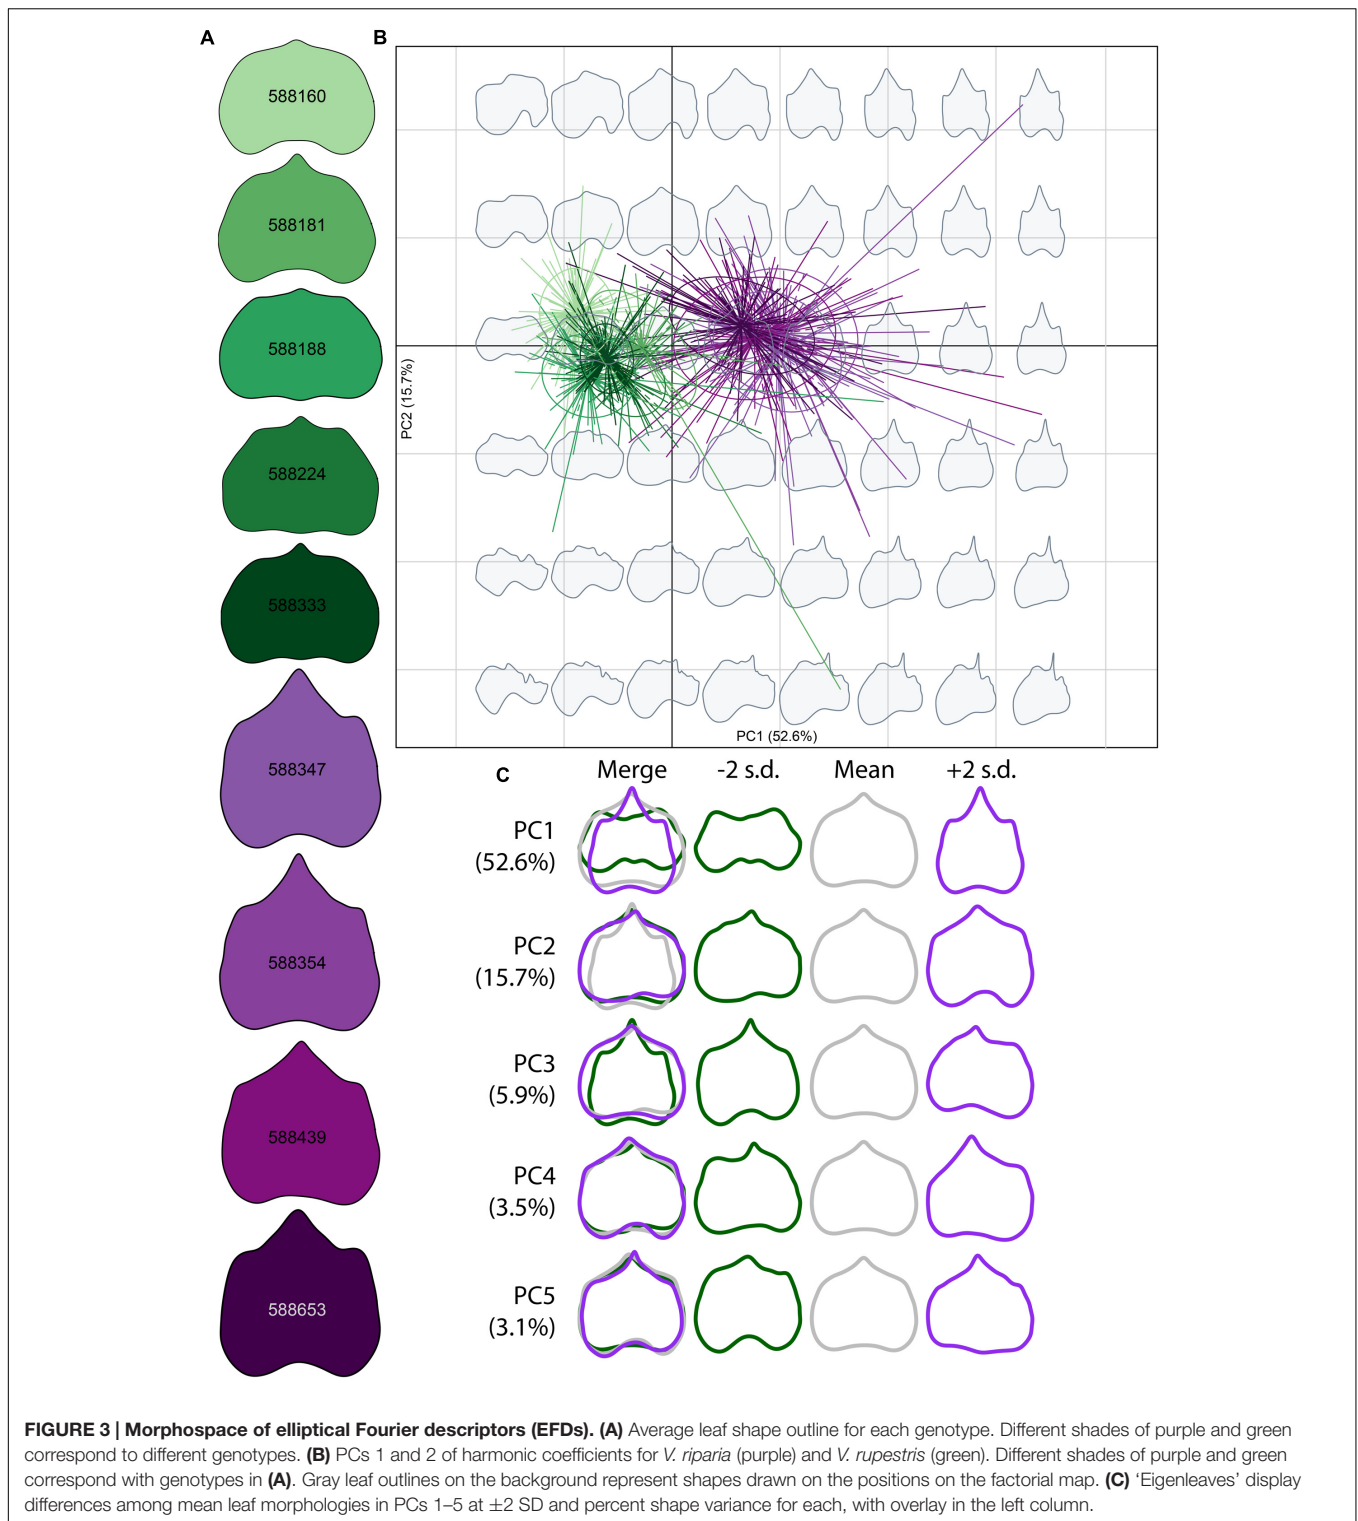 A
B
588160
588181
588188
588224
588333
588347
588354
588439
588653
PC2 (15.7%)
PC1 (52.6%)
C
Merge
-2 s.d.
Mean
+2 s.d.
PC1
(52.6%)
PC2
(15.7%)
PC3
(5.9%)
PC4
(3.5%)
PC5
(3.1%)
FIGURE 3 | Morphospace of elliptical Fourier descriptors (EFDs). (A) Average leaf shape outline for each genotype. Different shades of purple and green
correspond to different genotypes. (B) PCs 1 and 2 of harmonic coefficients for V. riparia (purple) and V. rupestris (green). Different shades of purple and green
correspond with genotypes in (A). Gray leaf outlines on the background represent shapes drawn on the positions on the factorial map. (C) ‘Eigenleaves’ display
differences among mean leaf morphologies in PCs 1–5 at ±2 SD and percent shape variance for each, with overlay in the left column.